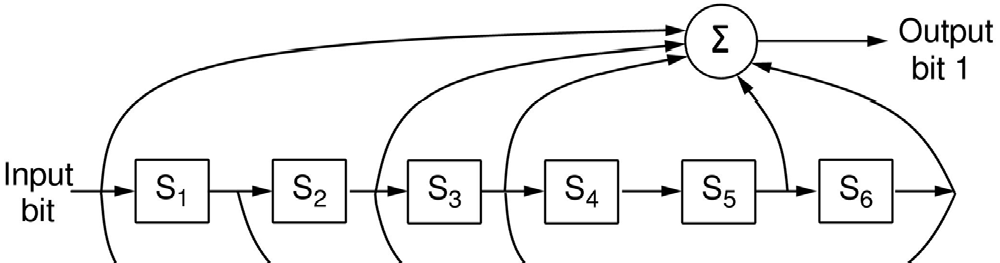 Σ
Output
bit 1
Input
bit
S₁
S₂
S₃
S₄
S₅
S₆